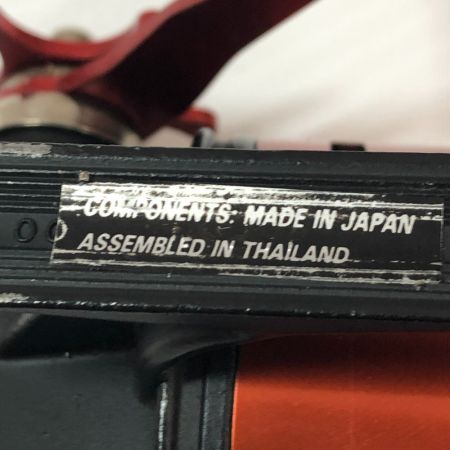 COMPONENTS: MADE IN JAPAN
ASSEMBLED IN THAILAND